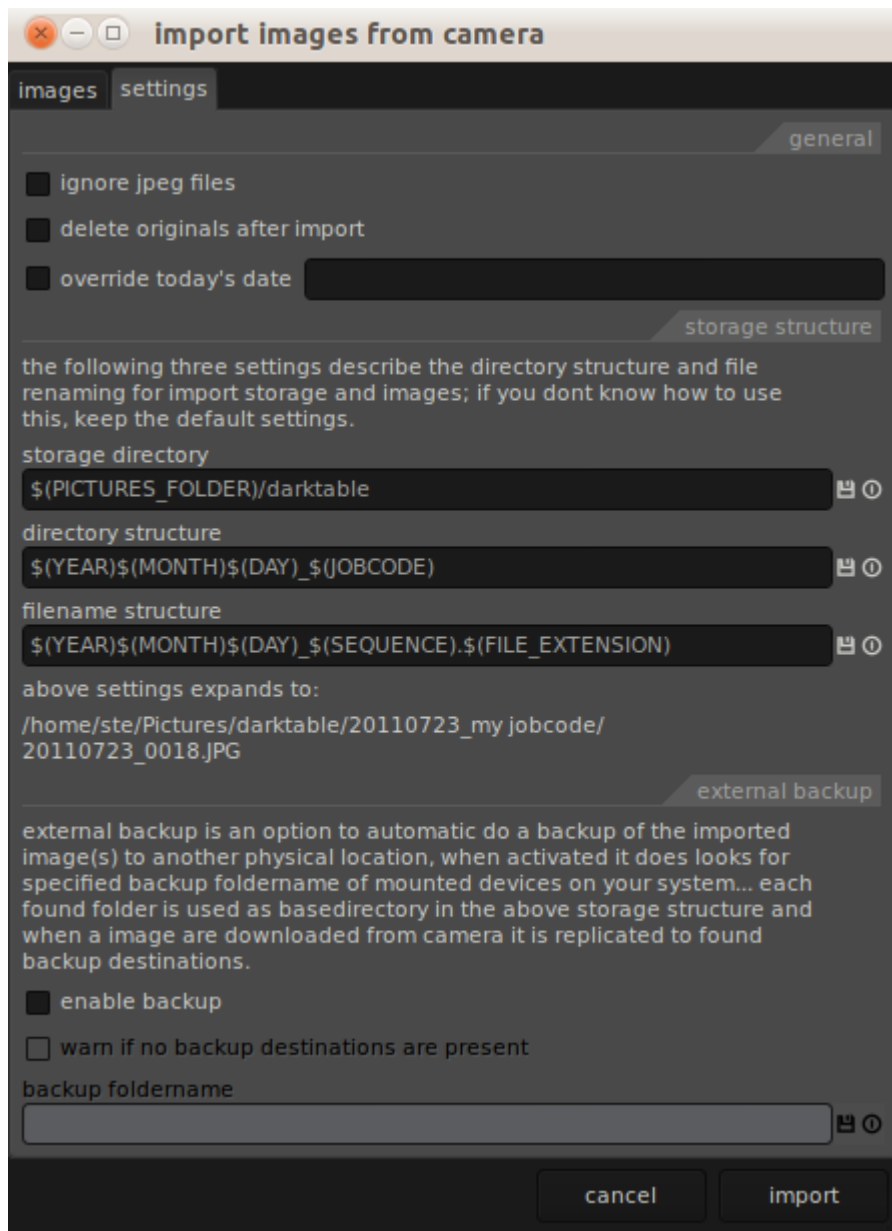 import images from camera
images settings
general
ignore jpeg files
delete originals after import
override today's date
storage structure
the following three settings describe the directory structure and file
renaming for import storage and images; if you dont know how to use
this, keep the default settings.
storage directory
$(PICTURES_FOLDER)/darktable
directory structure
$(YEAR)$(MONTH)$(DAY)_$(JOBCODE)
filename structure
$(YEAR)$(MONTH)$(DAY)_$(SEQUENCE).$(FILE_EXTENSION)
above settings expands to:
/home/ste/Pictures/darktable/20110723_my jobcode/
20110723_0018.JPG
external backup
external backup is an option to automatic do a backup of the imported
image(s) to another physical location, when activated it does looks for
specified backup foldername of mounted devices on your system... each
found folder is used as basedirectory in the above storage structure and
when a image are downloaded from camera it is replicated to found
backup destinations.
enable backup
warn if no backup destinations are present
backup foldername
cancel import